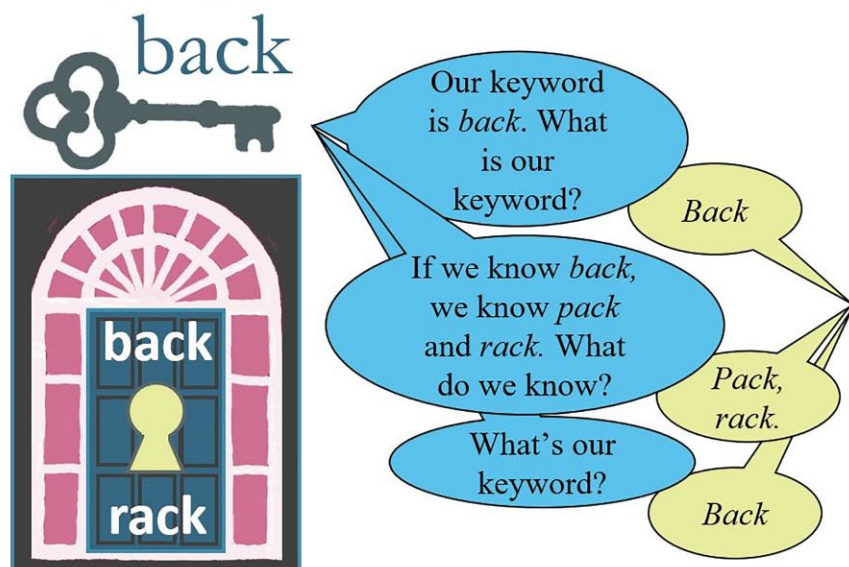 back
back
rack
Our keyword
is back. What
is our
keyword?
Back
If we know back,
we know pack
and rack. What
do we know?
Pack,
rack.
What's our
keyword?
Back